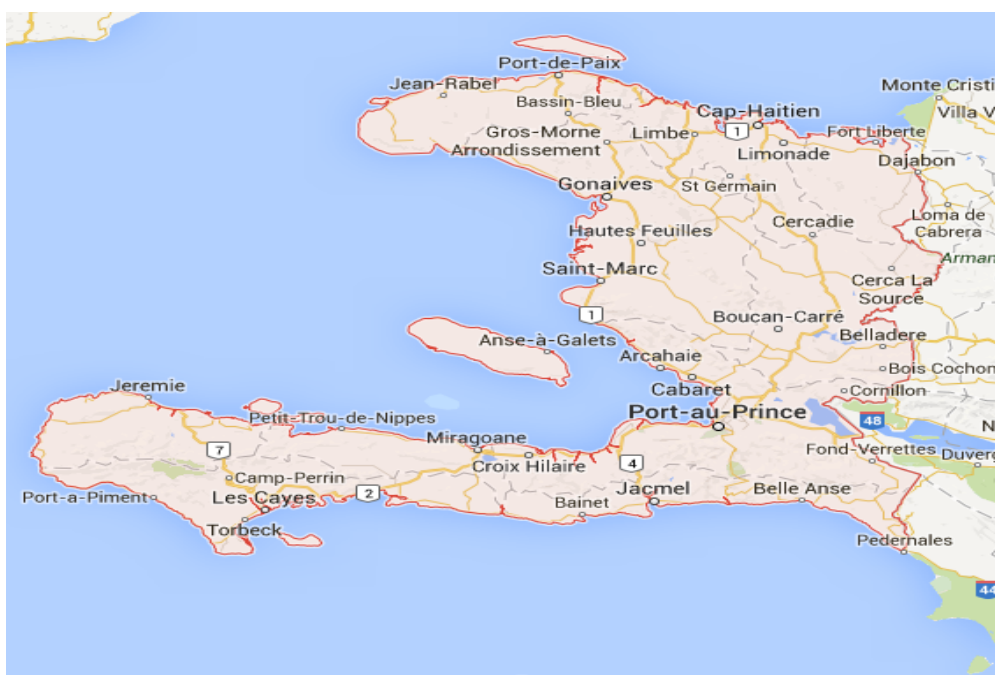 Port-de-Paix
Jean-Rabel
Monte Cristi
Bassin-Bleu
Cap-Haitien
Villa V
Gros-Morne
Arrondissement
Limbe
1
Fort Liberte
Limonade
Dajabon
Gonaives
St Germain
Loma de
Cabrera
Hautes Feuilles
Cercadie
Arman
Saint-Marc
Cerca La
Source
1
Boucan-Carré
Anse-à-Galets
Belladere
Arcahaie
Bois Cochon
Jeremie
Cabaret
Cornillon
Petit-Trou-de-Nippes
Port-au-Prince
48
N
Miragoane
7
Fond-Verrettes
Duverg
Croix Hilaire
4
Camp-Perrin
Port-a-Piment
Les Cayes
2
Jacmel
Belle Anse
Bainet
Torbeck
Pedernales
44